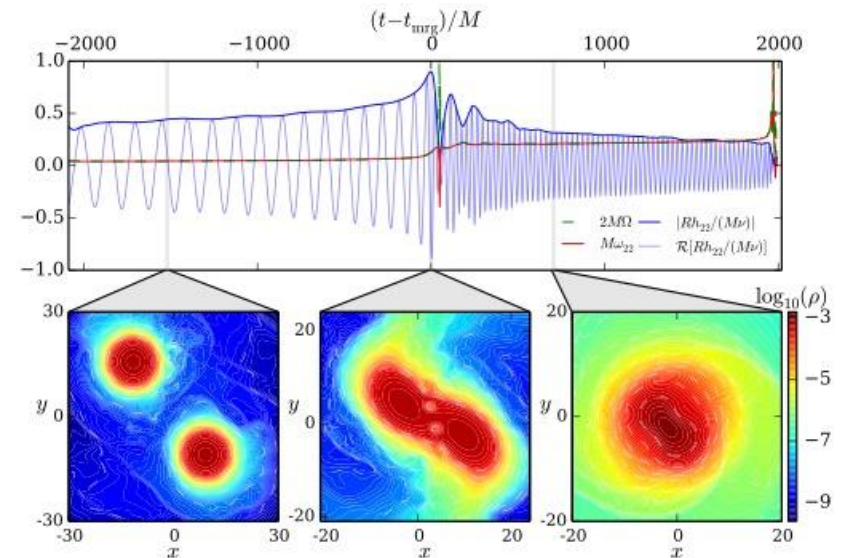 (t−t_mrg)/M
−2000 −1000 0 1000 2000
1.0
0.5
0.0
−0.5
−1.0
2MΩ |Rh₂₂/(Mν)|
Mω₂₂ ℛ[Rh₂₂/(Mν)]
log₁₀(ρ)
30
0
-30
y
-30 0 30
x
20
0
-20
y
-20 0 20
x
20
0
-20
y
-20 0 20
x
−3
−5
−7
−9